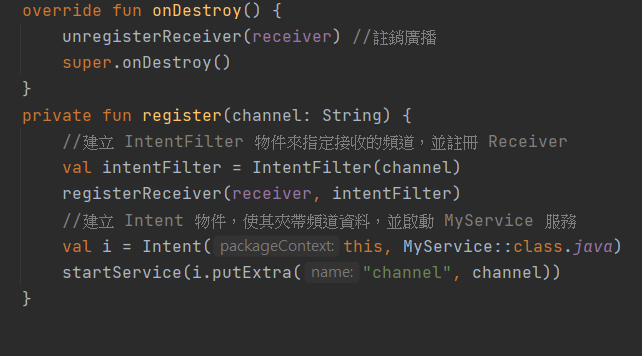 override fun onDestroy() {
unregisterReceiver(receiver) //註銷廣播
super.onDestroy()
}
private fun register(channel: String) {
//建立 IntentFilter 物件來指定接收的頻道，並註冊 Receiver
val intentFilter = IntentFilter(channel)
registerReceiver(receiver, intentFilter)
//建立 Intent 物件，使其夾帶頻道資料，並啟動 MyService 服務
val i = Intent( packageContext: this, MyService::class.java)
startService(i.putExtra( name: "channel", channel))
}